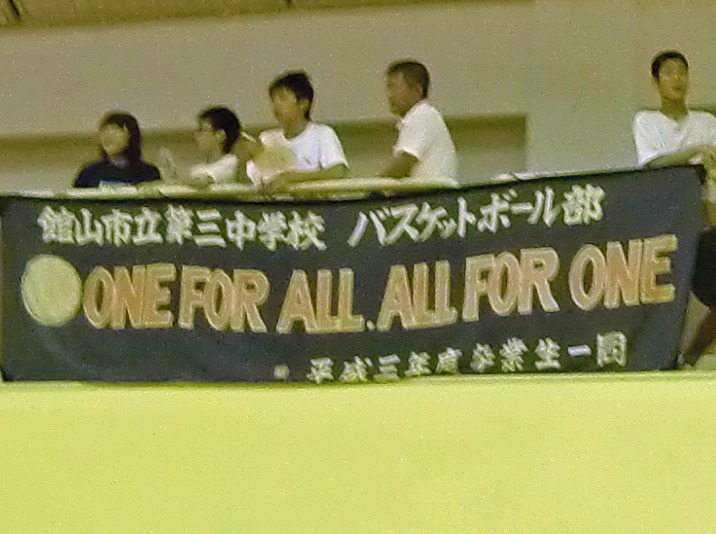 館山市立第三中学校 バスケットボール部
ONE FOR ALL. ALL FOR ONE
平成三年度卒業生一同